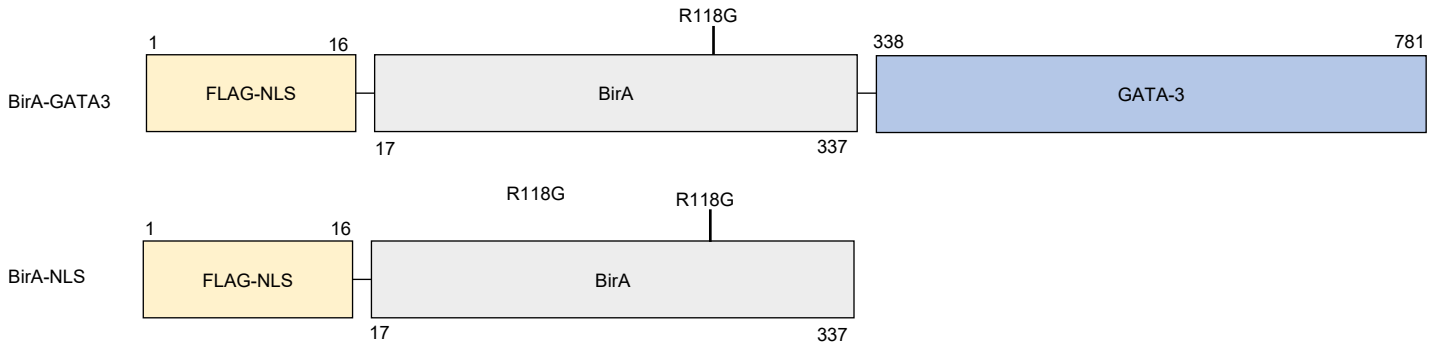 R118G
1 16 338 781
BirA-GATA3 FLAG-NLS BirA GATA-3
17 337
R118G R118G
1 16
BirA-NLS FLAG-NLS BirA
17 337